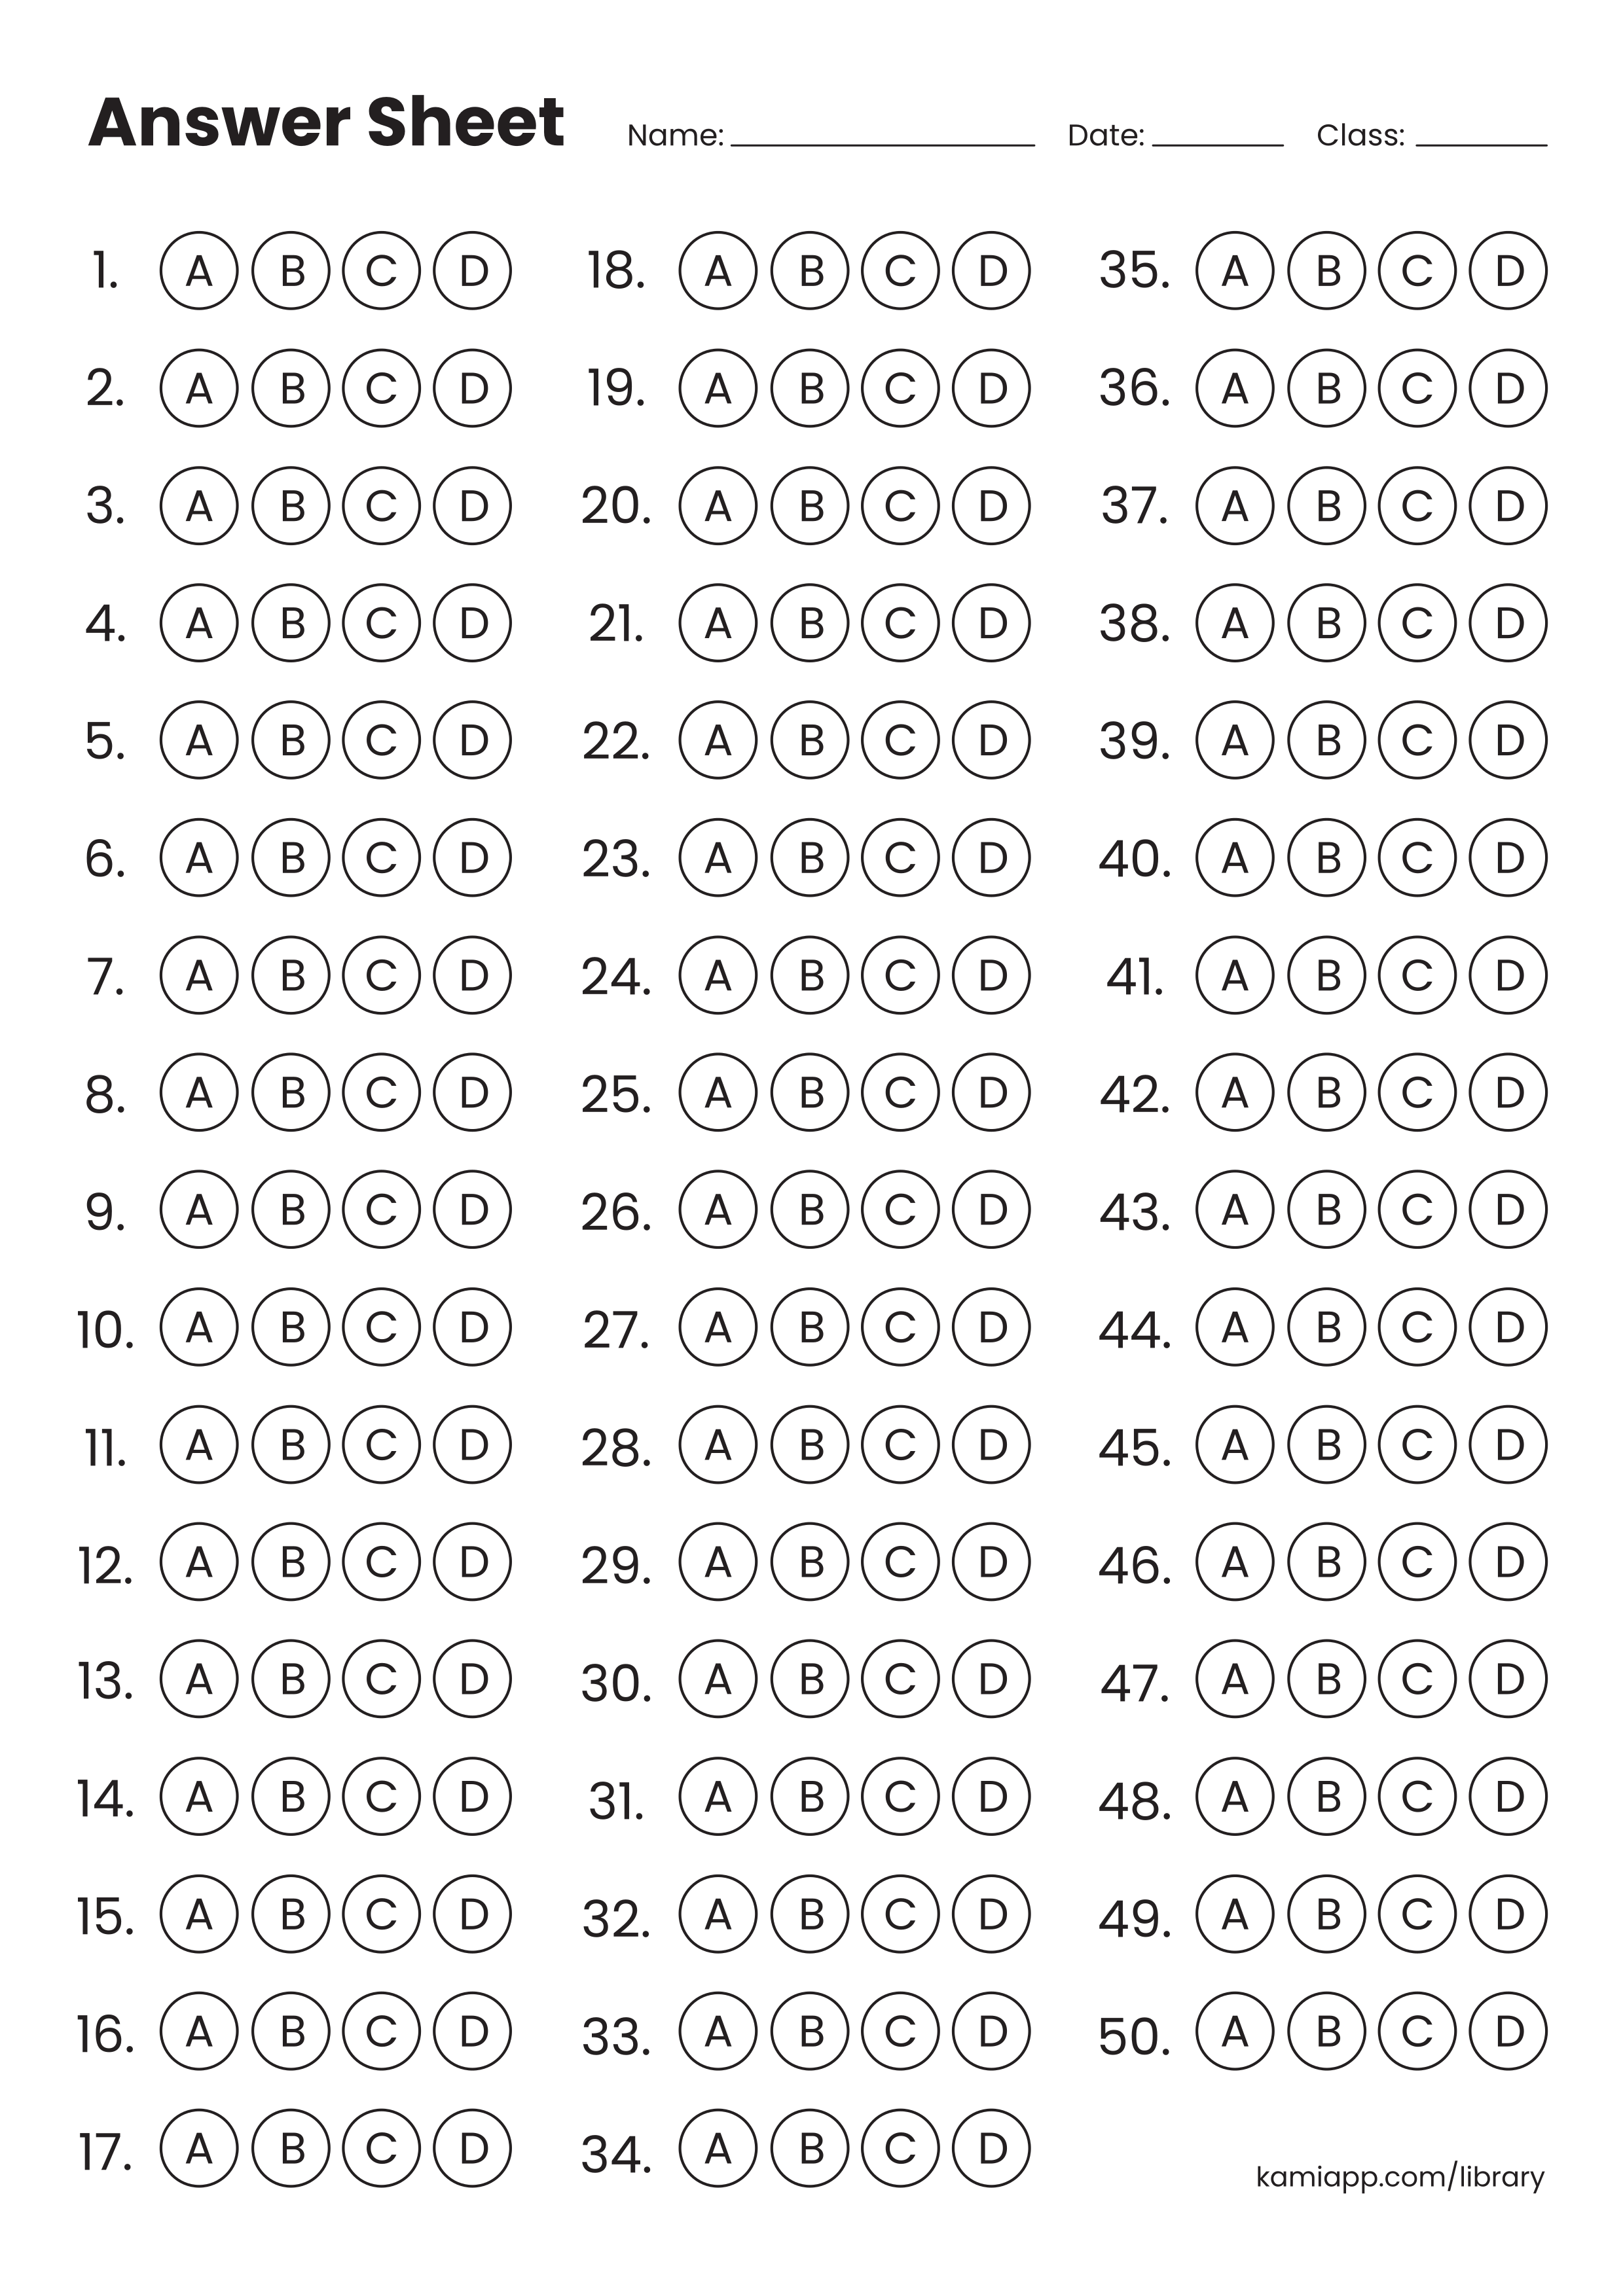 Answer Sheet Name: Date: Class:
1. A B C D 18. A B C D 35. A B C D
2. A B C D 19. A B C D 36. A B C D
3. A B C D 20. A B C D 37. A B C D
4. A B C D 21. A B C D 38. A B C D
5. A B C D 22. A B C D 39. A B C D
6. A B C D 23. A B C D 40. A B C D
7. A B C D 24. A B C D 41. A B C D
8. A B C D 25. A B C D 42. A B C D
9. A B C D 26. A B C D 43. A B C D
10. A B C D 27. A B C D 44. A B C D
11. A B C D 28. A B C D 45. A B C D
12. A B C D 29. A B C D 46. A B C D
13. A B C D 30. A B C D 47. A B C D
14. A B C D 31. A B C D 48. A B C D
15. A B C D 32. A B C D 49. A B C D
16. A B C D 33. A B C D 50. A B C D
17. A B C D 34. A B C D
kamiapp.com/library